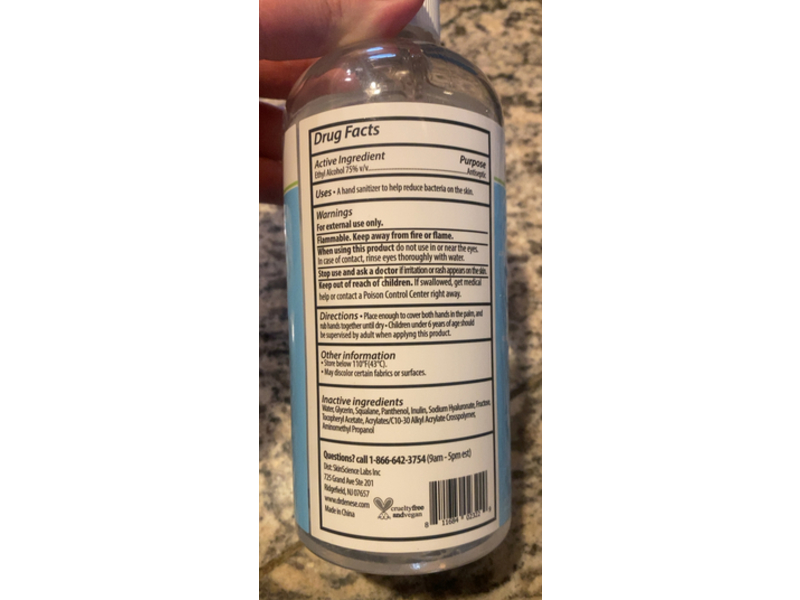 Drug Facts
Active Ingredient Purpose
Ethyl Alcohol 75% v/v Antiseptic
Uses • A hand sanitizer to help reduce bacteria on the skin.
Warnings
For external use only.
Flammable. Keep away from fire or flame.
When using this product do not use in or near the eyes.
In case of contact, rinse eyes thoroughly with water.
Stop use and ask a doctor if irritation or rash appears on the skin.
Keep out of reach of children. If swallowed, get medical
help or contact a Poison Control Center right away.
Directions • Place enough to cover both hands in the palm, and
rub hands together until dry • Children under 6 years of age should
be supervised by adult when applyng this product.
Other information
• Store below 110°F(43°C).
• May discolor certain fabrics or surfaces.
Inactive ingredients
Water, Glycerin, Squalane, Panthenol, Inulin, Sodium Hyaluronate, Fructose,
Tocopheryl Acetate, Acrylates/C10-30 Alkyl Acrylate Crosspolymer,
Aminomethyl Propanol
Questions? call 1-866-642-3754 (9am - 5pm est)
Dist: SkinScience Labs Inc
725 Grand Ave Ste 201
Ridgefield, NJ 07657
www.drdenese.com
Made in China
cruelty free
and vegan
8 11684 02322